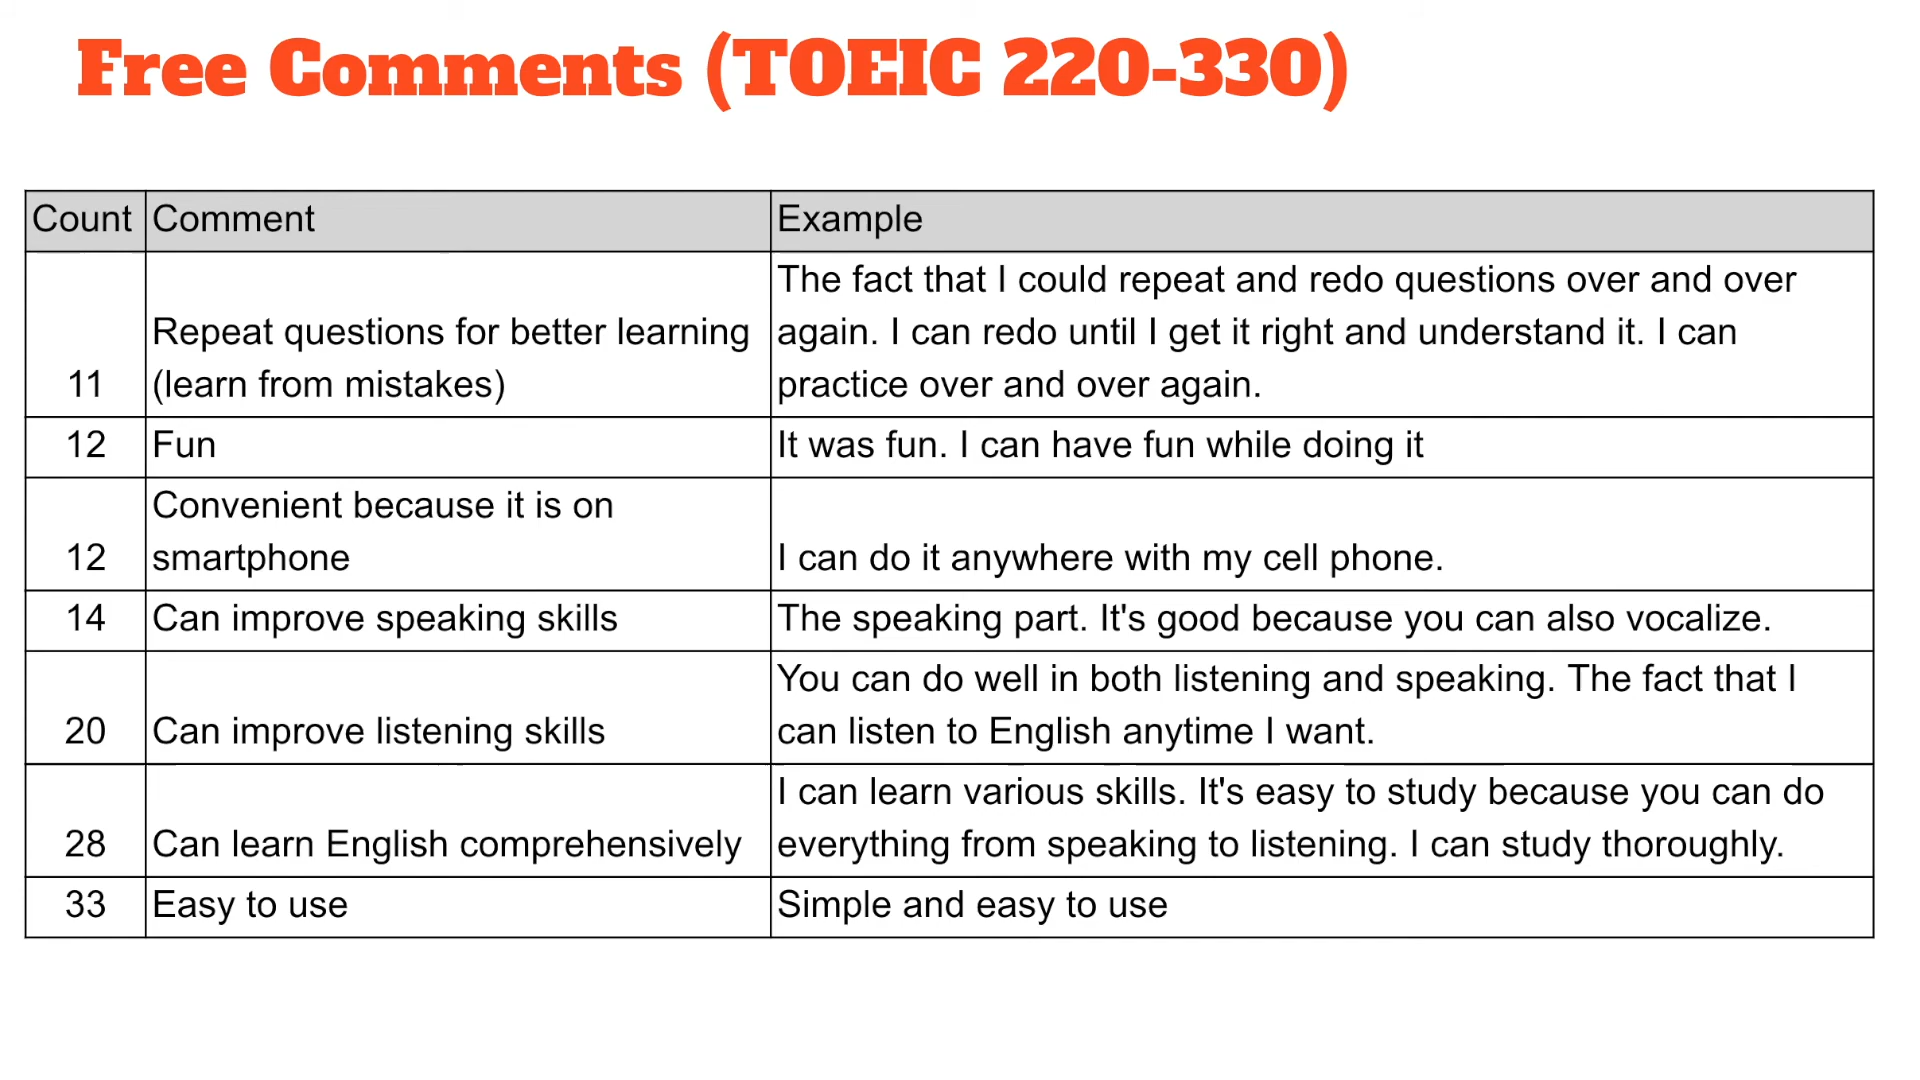 Free Comments (TOEIC 220-330)
Count Comment Example
The fact that I could repeat and redo questions over and over
Repeat questions for better learning again. I can redo until I get it right and understand it. I can
11 (learn from mistakes) practice over and over again.
12 Fun It was fun. I can have fun while doing it
Convenient because it is on
12 smartphone I can do it anywhere with my cell phone.
14 Can improve speaking skills The speaking part. It's good because you can also vocalize.
You can do well in both listening and speaking. The fact that I
20 Can improve listening skills can listen to English anytime I want.
I can learn various skills. It's easy to study because you can do
28 Can learn English comprehensively everything from speaking to listening. I can study thoroughly.
33 Easy to use Simple and easy to use